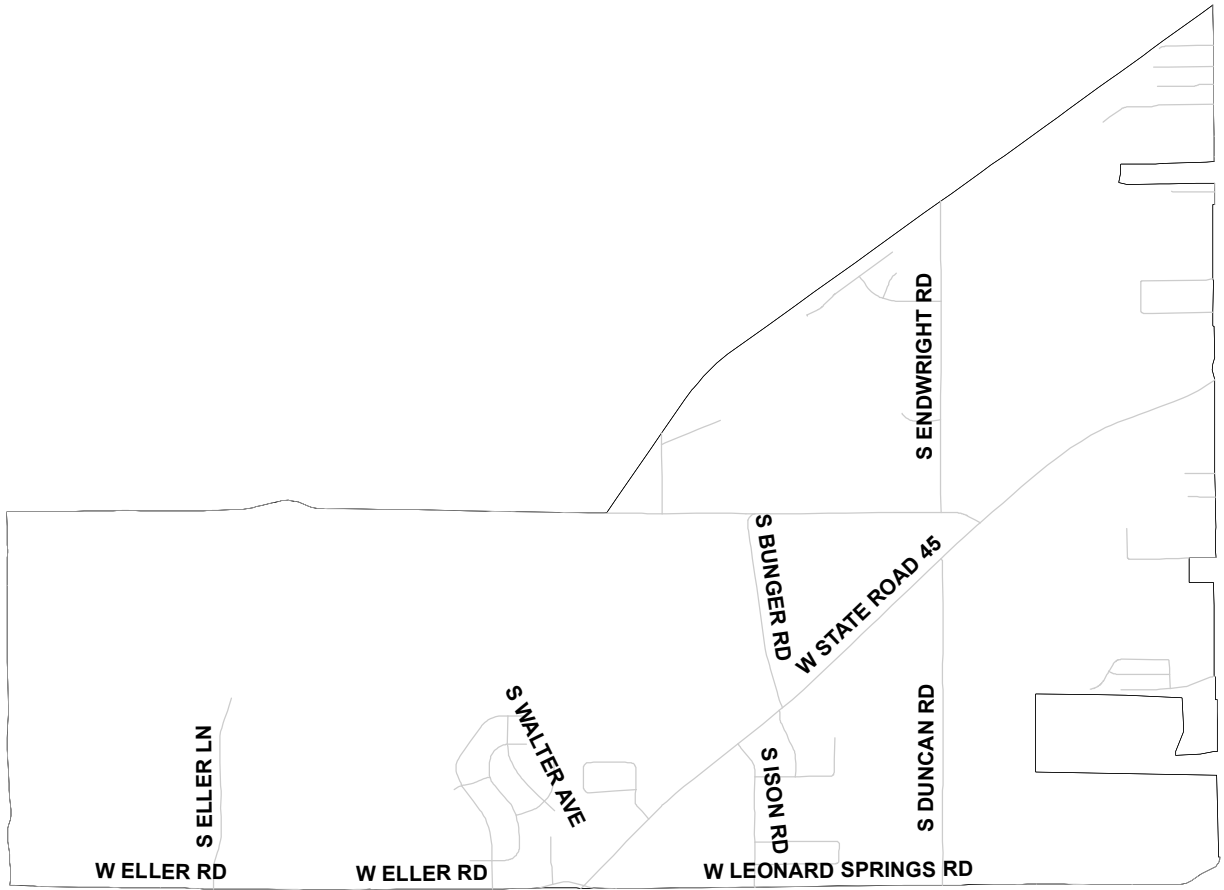 S ENDWRIGHT RD
S BUNGER RD
W STATE ROAD 45
S WALTER AVE
S ELLER LN
S ISON RD
S DUNCAN RD
W ELLER RD
W ELLER RD
W LEONARD SPRINGS RD